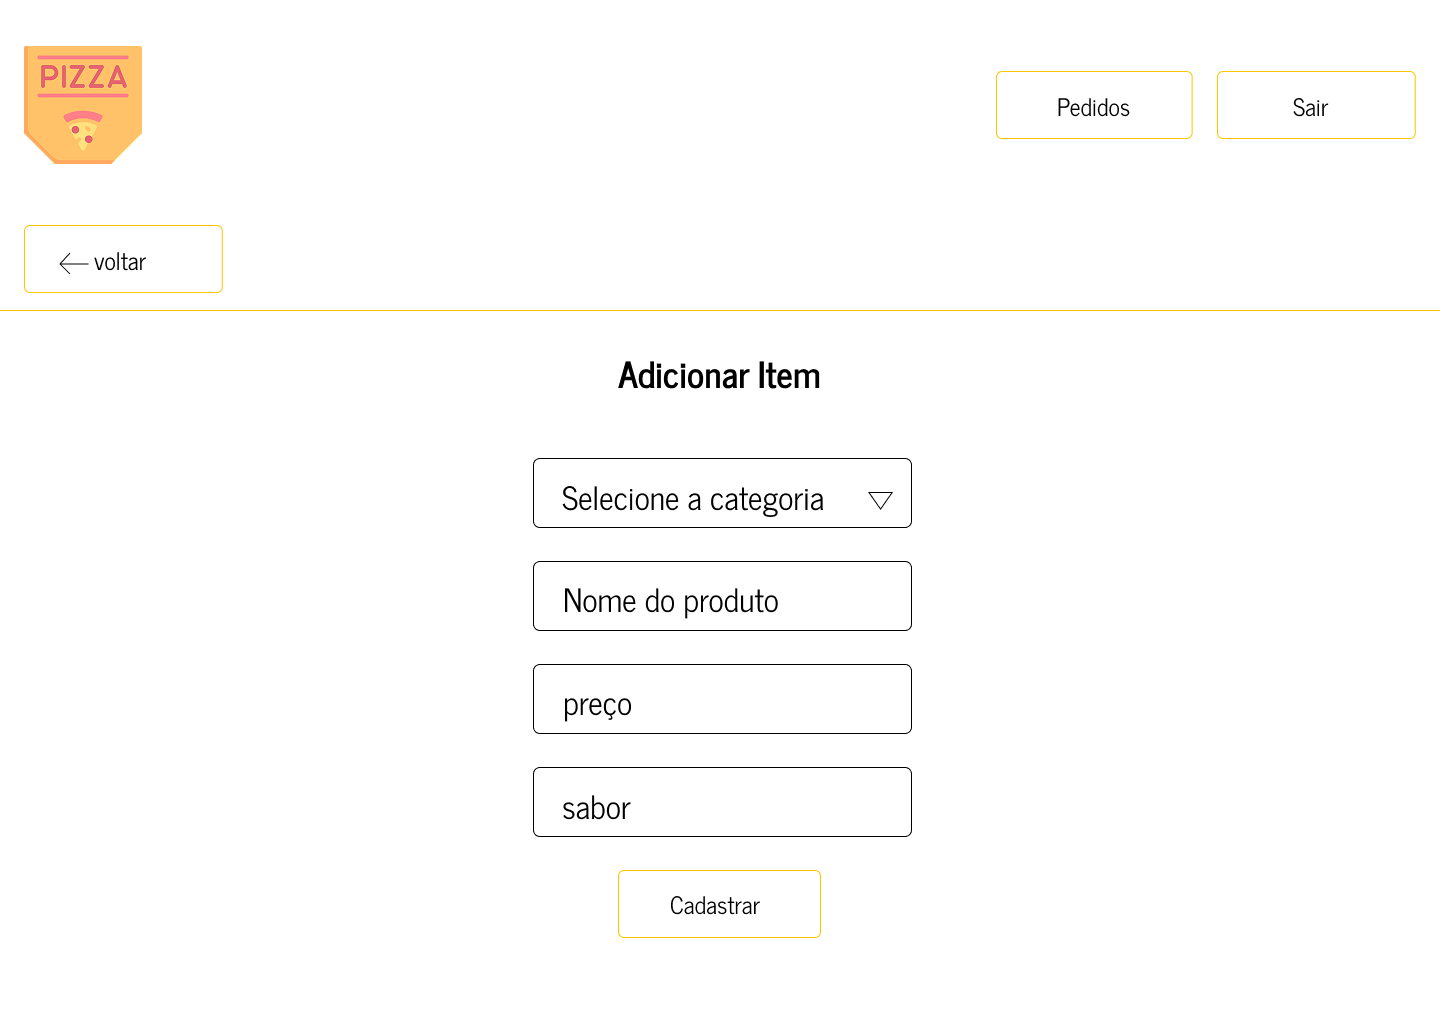 PIZZA
Pedidos
Sair
voltar
Adicionar Item
Selecione a categoria
Nome do produto
preço
sabor
Cadastrar